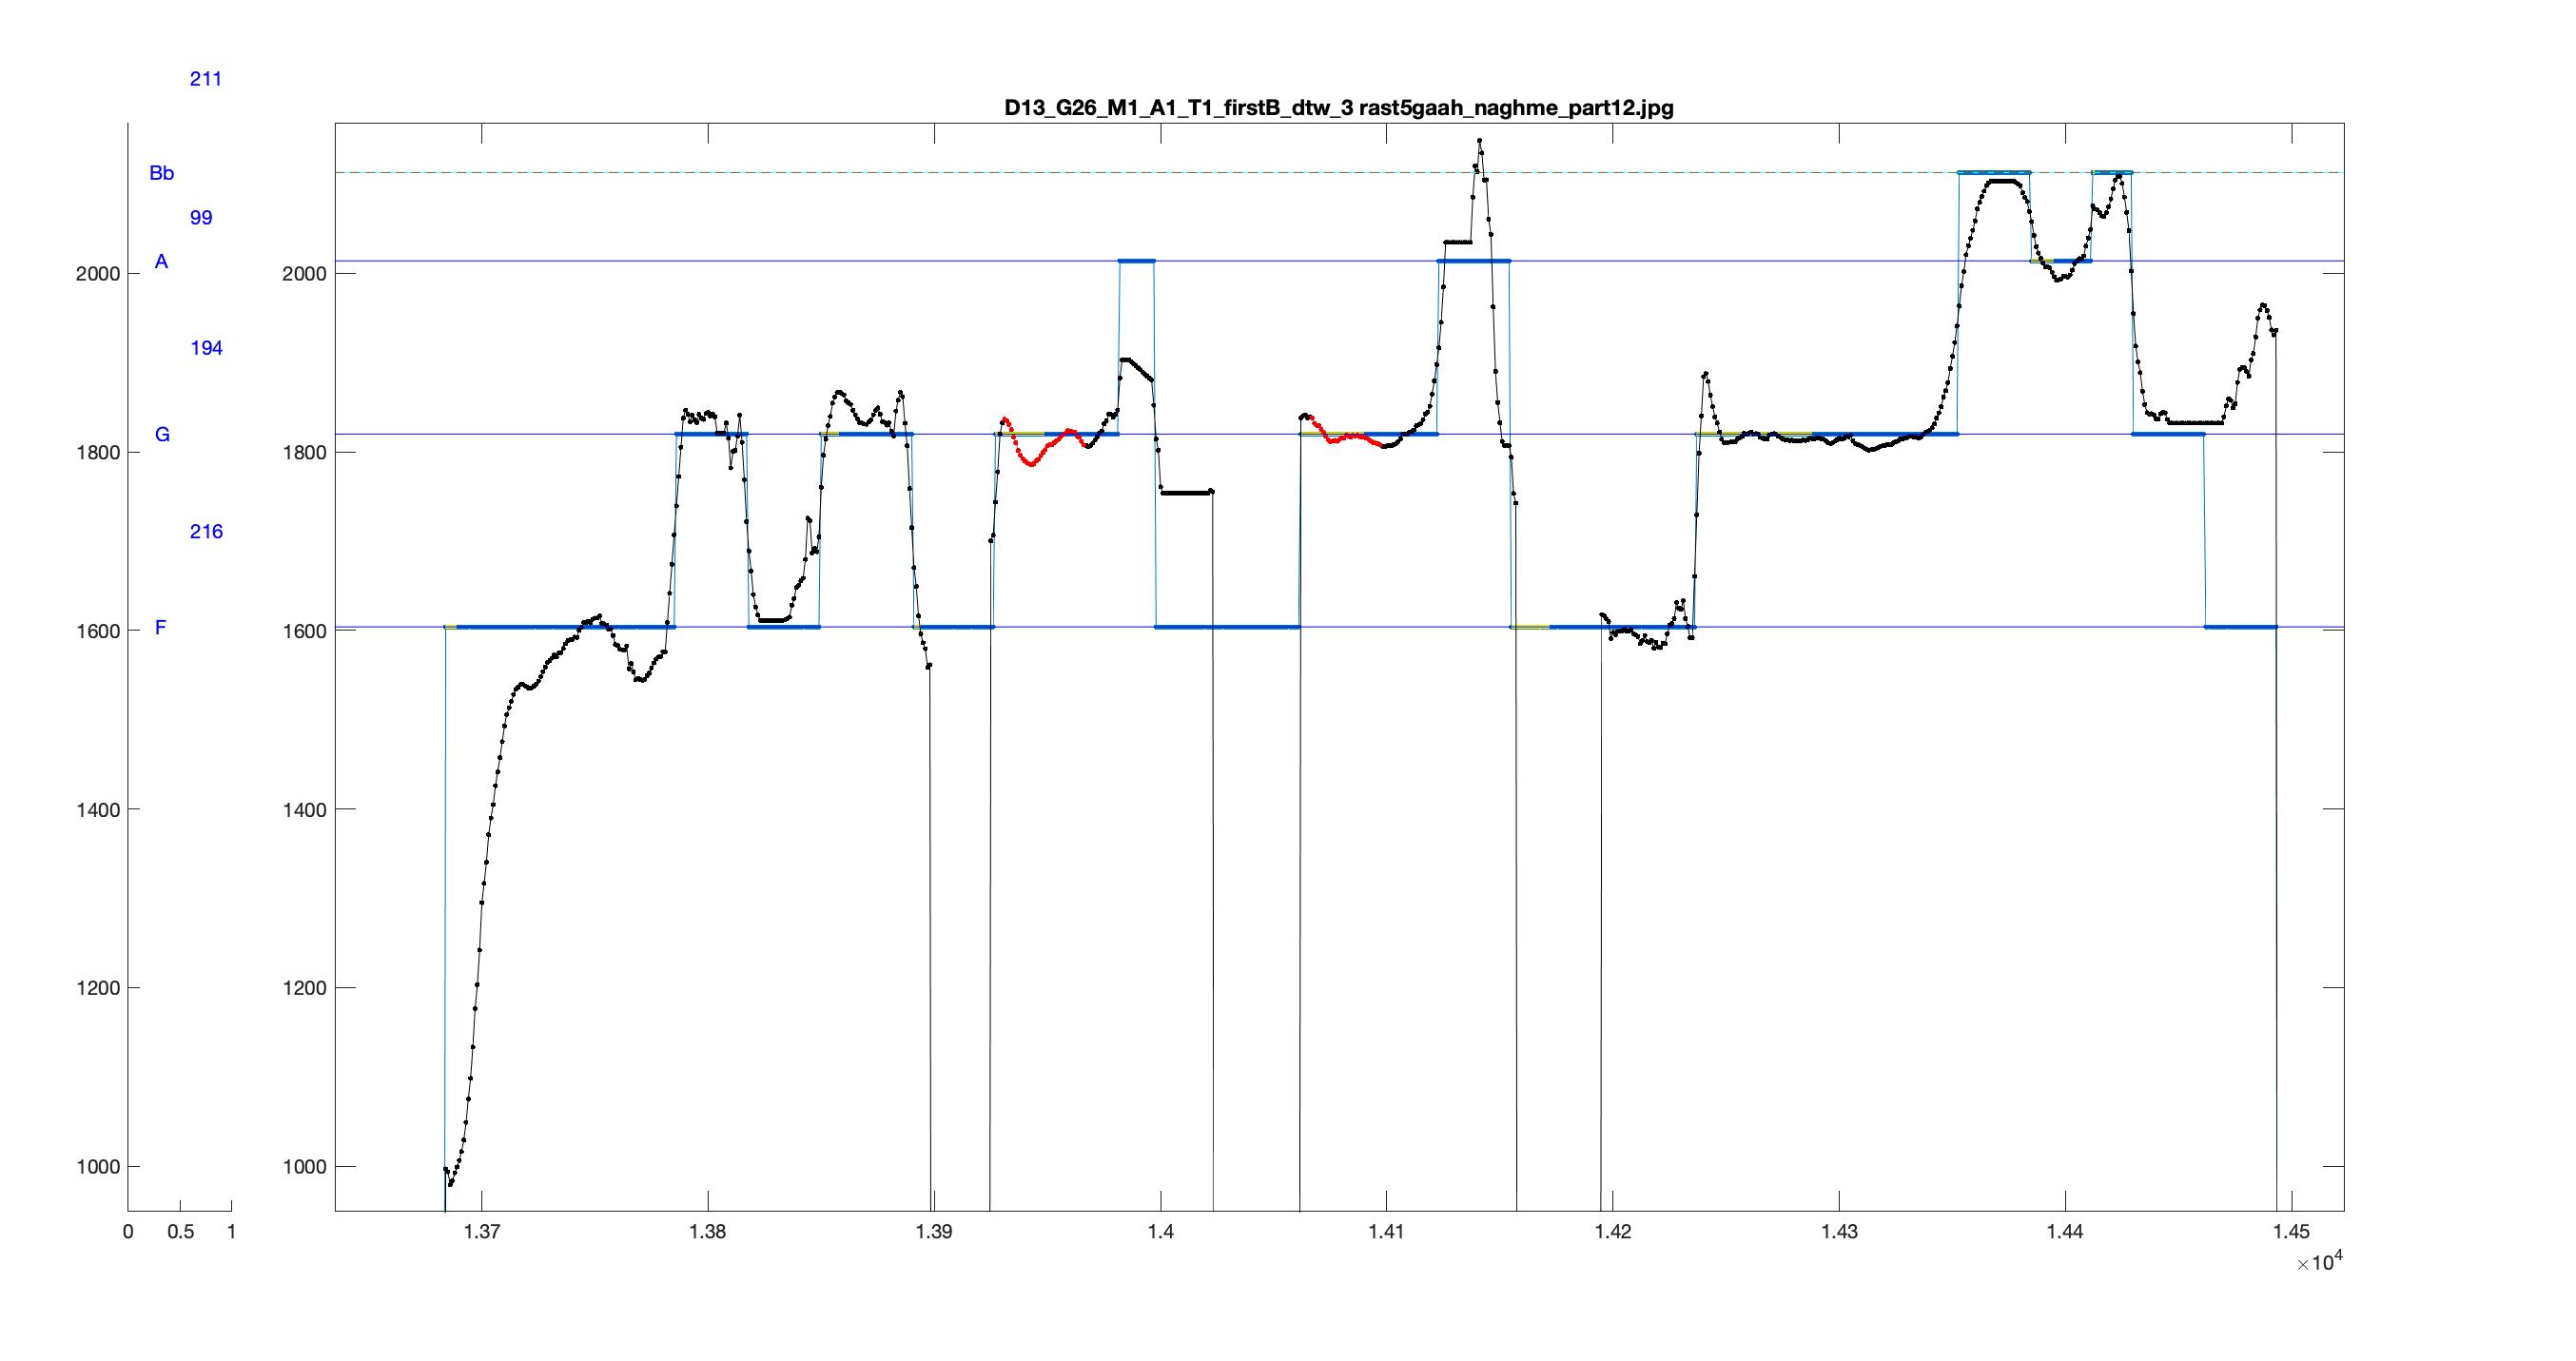 211
D13_G26_M1_A1_T1_firstB_dtw_3 rast5gaah_naghme_part12.jpg
Bb
99
A
2000
2000
194
G
1800
1800
216
F
1600
1600
1400
1400
1200
1200
1000
1000
0 0.5 1
1.37 1.38 1.39 1.4 1.41 1.42 1.43 1.44 1.45
×10^4